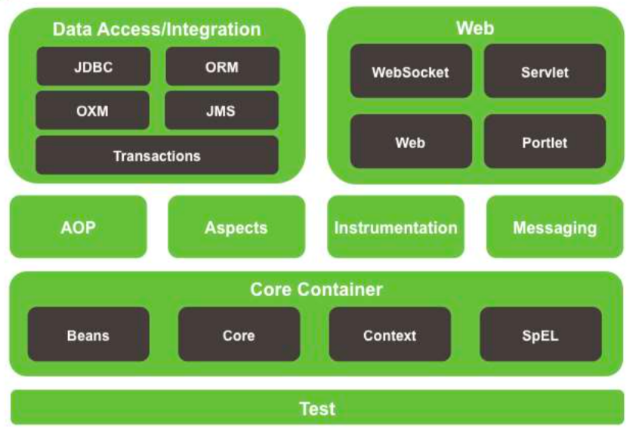 Data Access/Integration
JDBC
ORM
OXM
JMS
Transactions
Web
WebSocket
Servlet
Web
Portlet
AOP
Aspects
Instrumentation
Messaging
Core Container
Beans
Core
Context
SpEL
Test